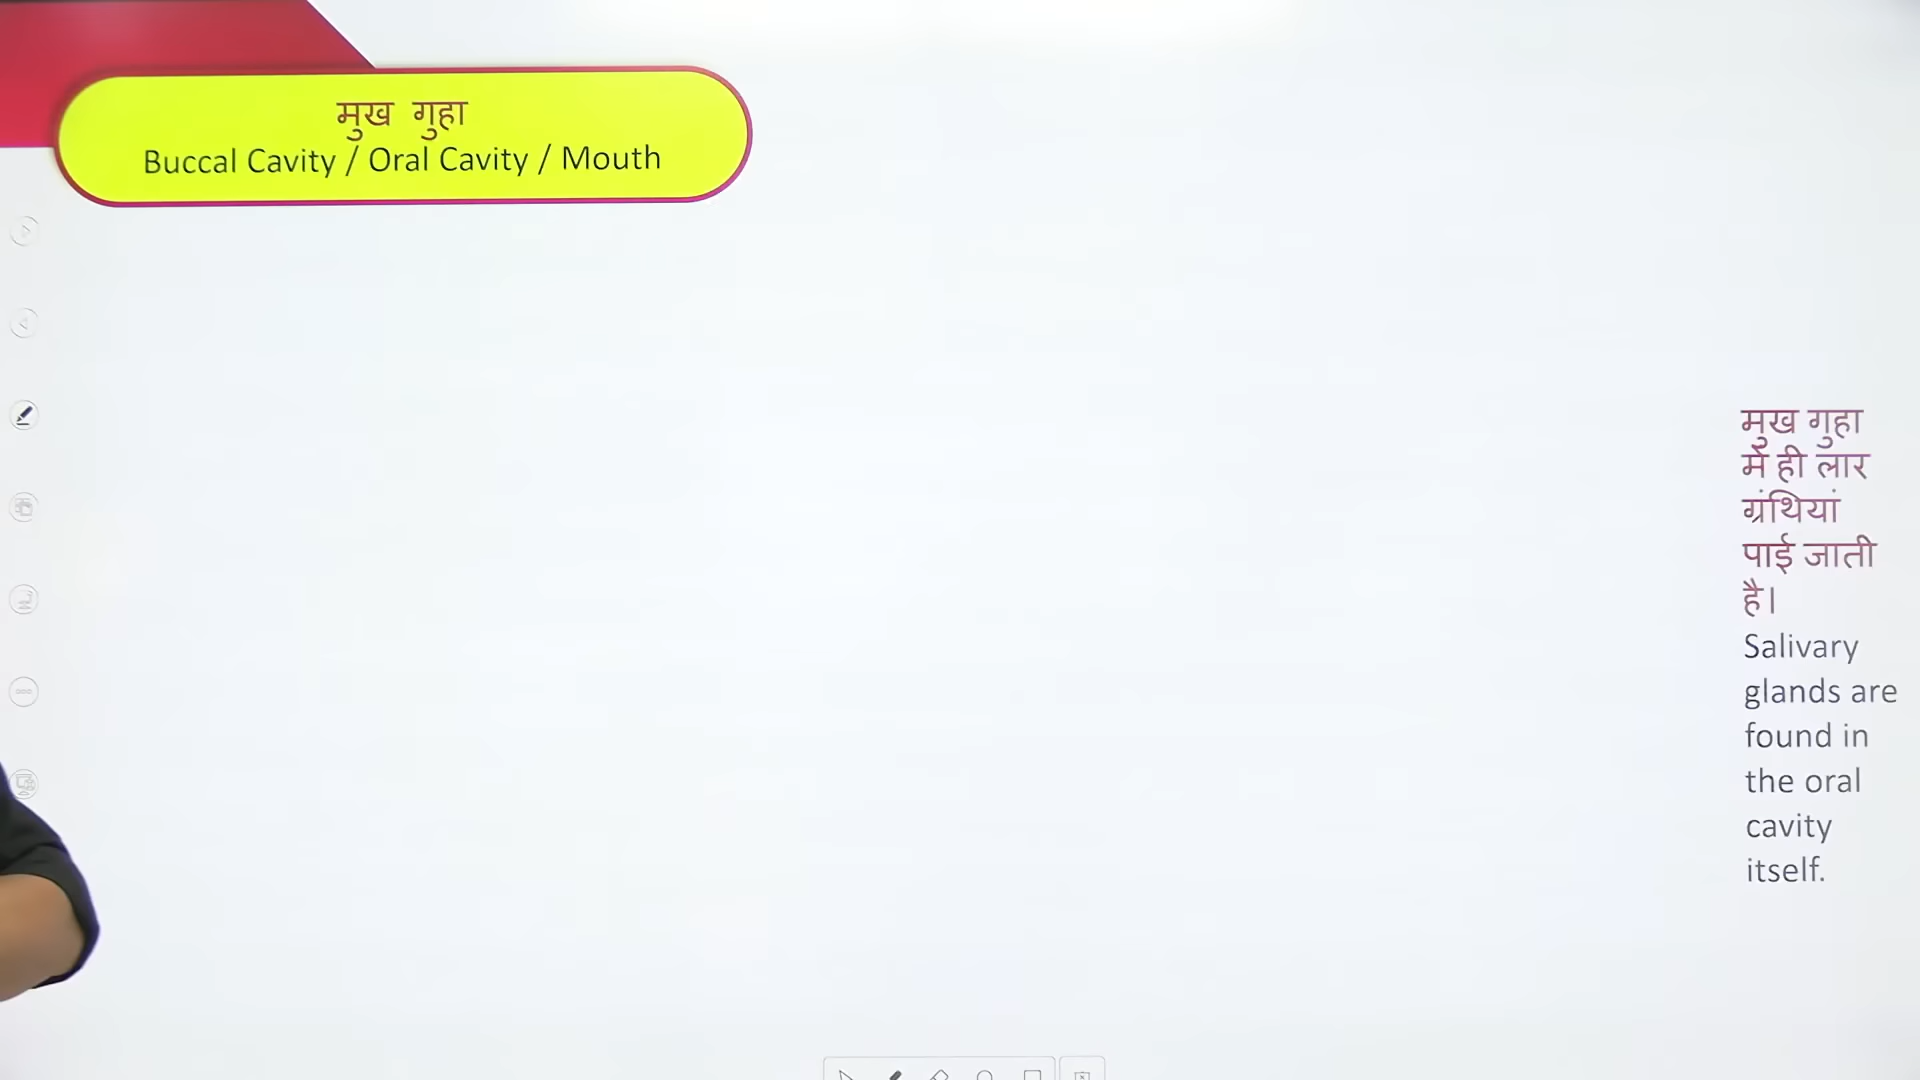 मुख गुहा
Buccal Cavity / Oral Cavity / Mouth
मुख गुहा
में ही लार
ग्रंथियां
पाई जाती
है।
Salivary
glands are
found in
the oral
cavity
itself.